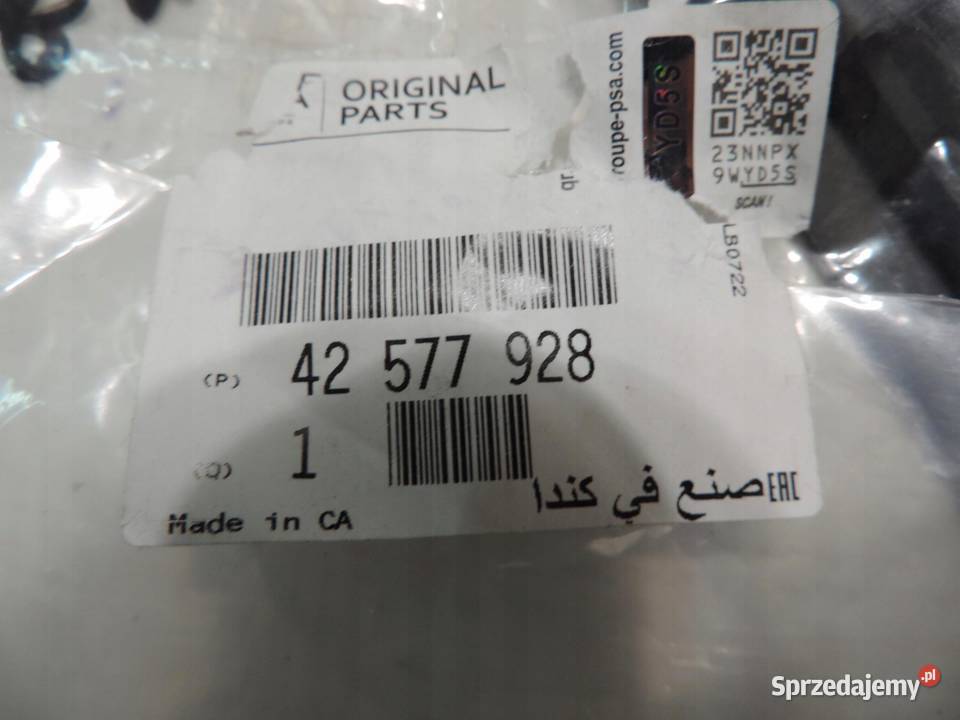 ORIGINAL
PARTS
qr
roupe-psa.com
YD5S
23NNPX
9WYD5S
SCAN!
LB0722
(P) 42 577 928
(Q) 1
صنع في كندا EAC
Made in CA
Sprzedajemy.pl